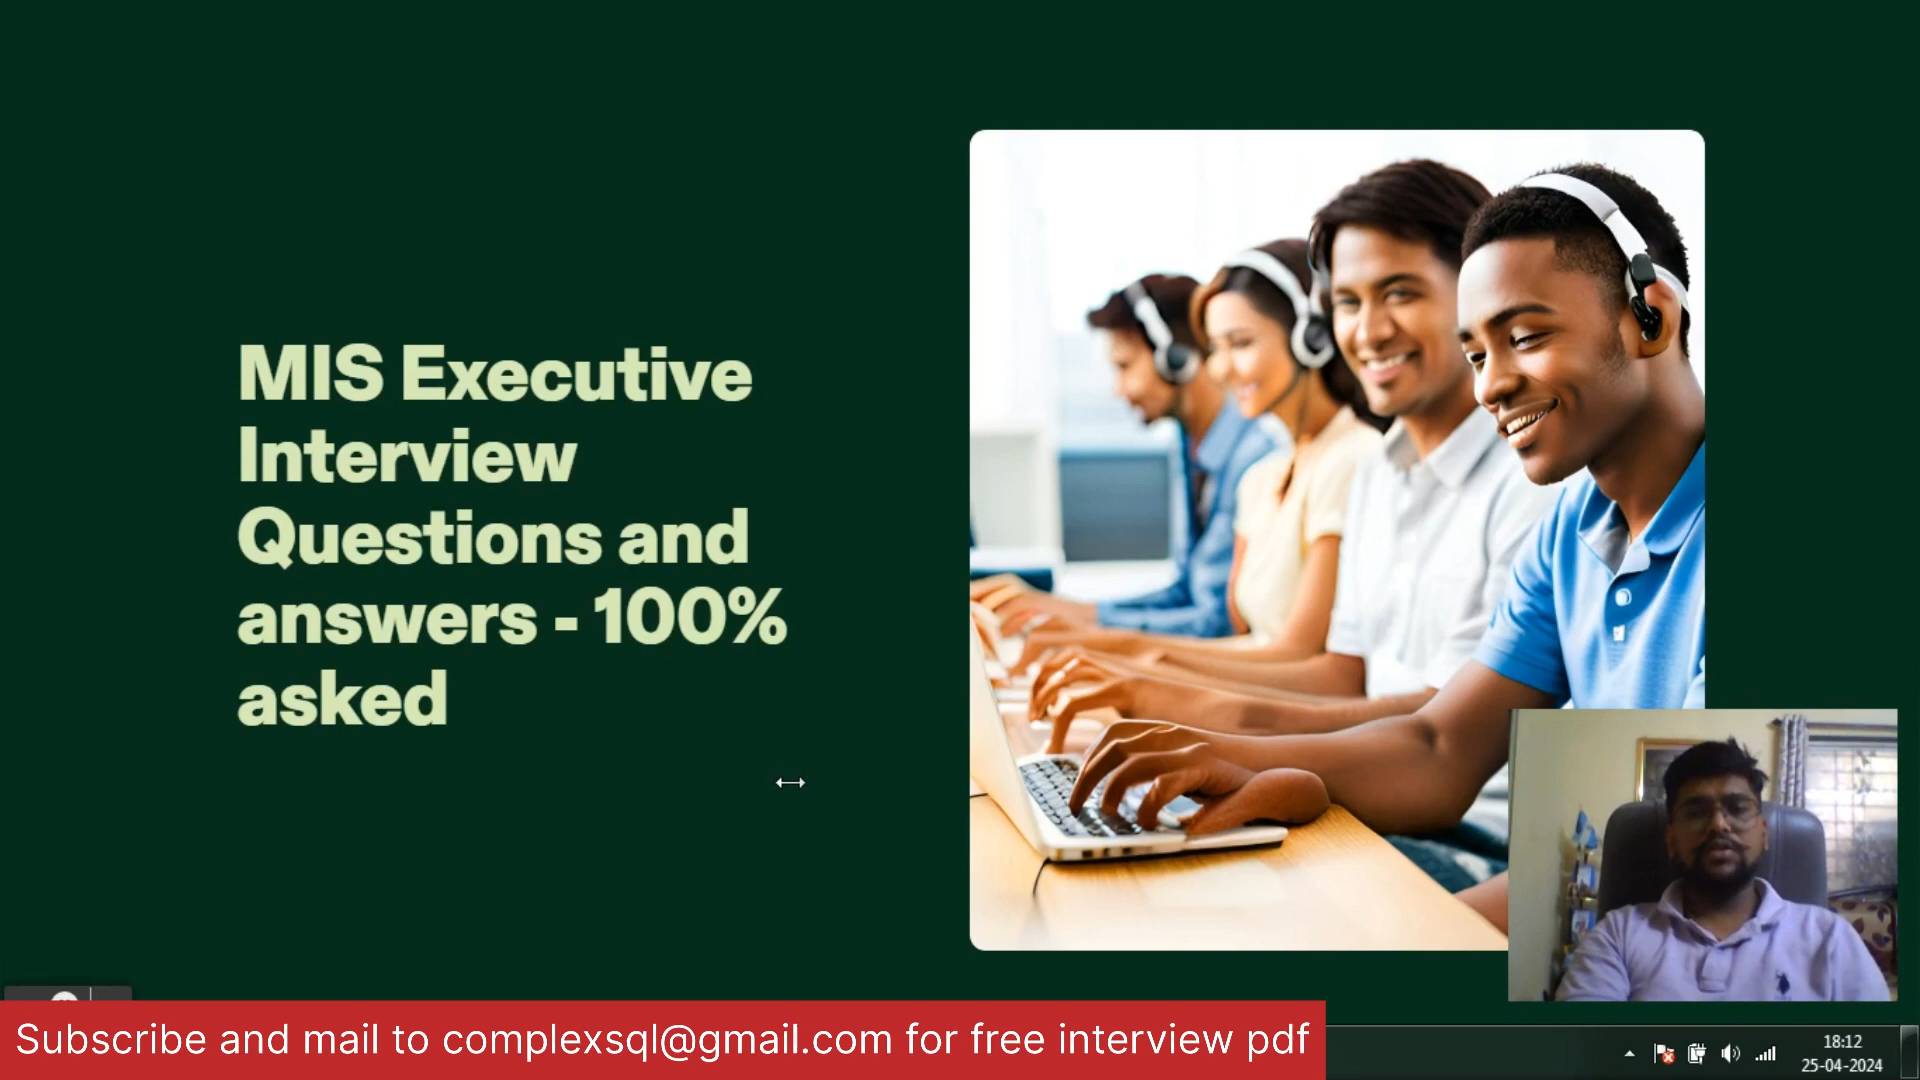 MIS Executive
Interview
Questions and
answers - 100%
asked
Subscribe and mail to complexsql@gmail.com for free interview pdf
18:12
25-04-2024